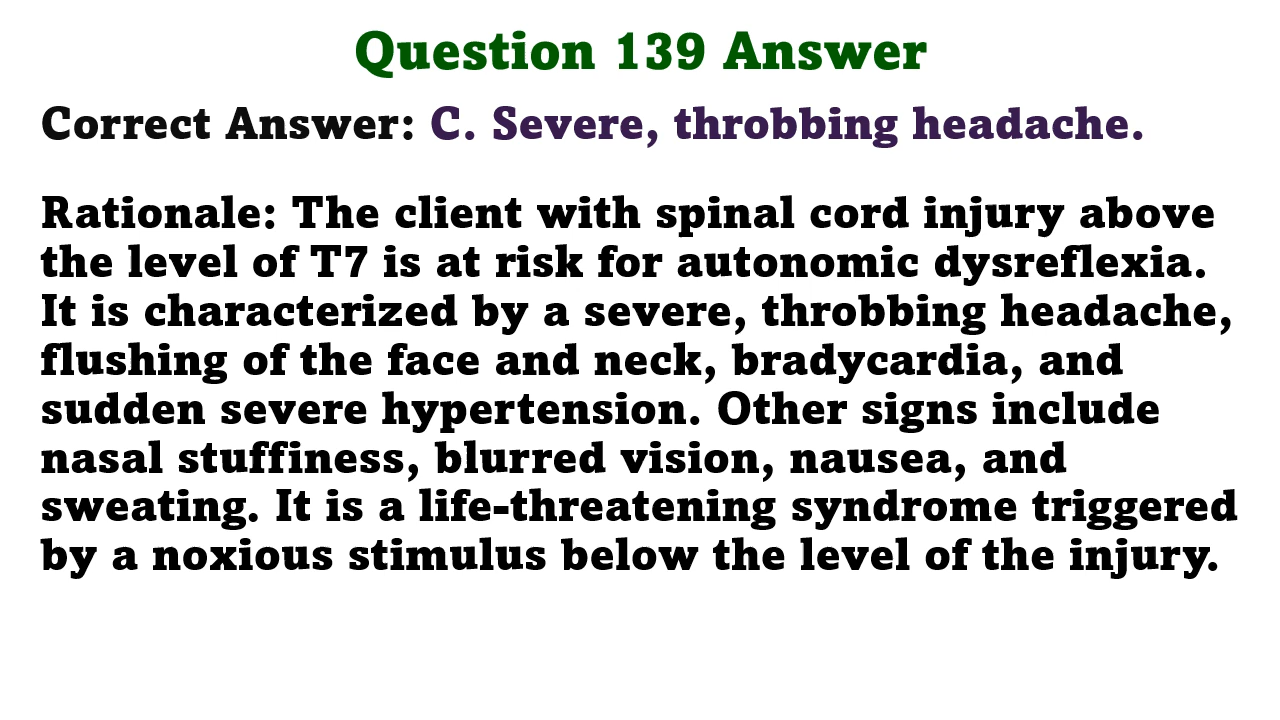 Question 139 Answer
Correct Answer: C. Severe, throbbing headache.
Rationale: The client with spinal cord injury above
the level of T7 is at risk for autonomic dysreflexia.
It is characterized by a severe, throbbing headache,
flushing of the face and neck, bradycardia, and
sudden severe hypertension. Other signs include
nasal stuffiness, blurred vision, nausea, and
sweating. It is a life-threatening syndrome triggered
by a noxious stimulus below the level of the injury.